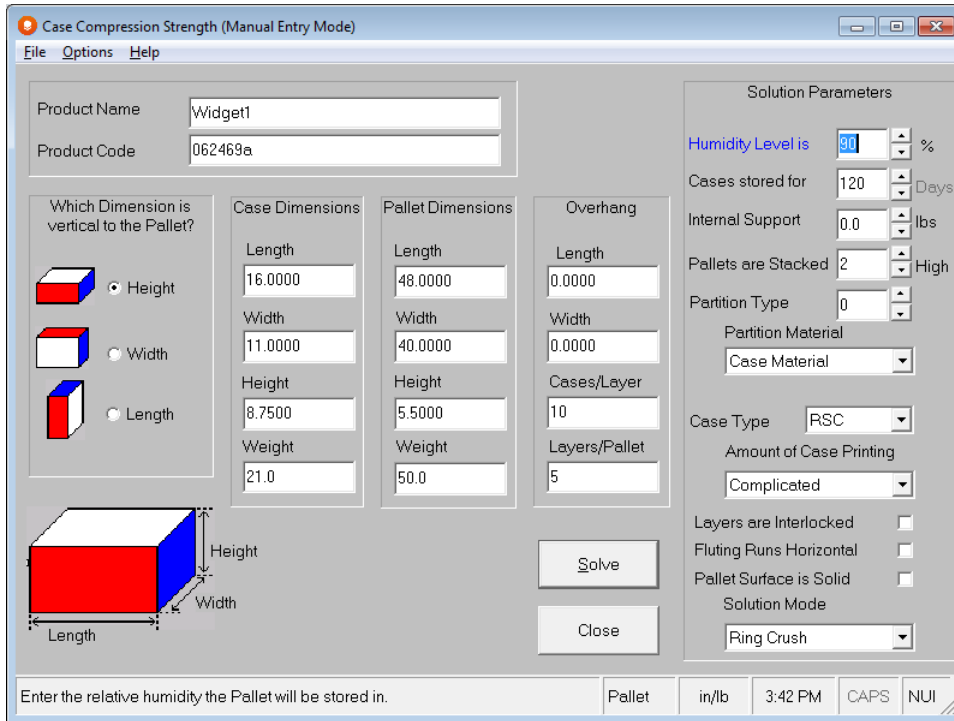 Case Compression Strength (Manual Entry Mode)
File Options Help
Product Name Widget1
Product Code 062469a
Which Dimension is
vertical to the Pallet?
Height
Width
Length
Case Dimensions
Length
16.0000
Width
11.0000
Height
8.7500
Weight
21.0
Pallet Dimensions
Length
48.0000
Width
40.0000
Height
5.5000
Weight
50.0
Overhang
Length
0.0000
Width
0.0000
Cases/Layer
10
Layers/Pallet
5
Height
Width
Length
Solve
Close
Solution Parameters
Humidity Level is 90 %
Cases stored for 120 Days
Internal Support 0.0 lbs
Pallets are Stacked 2 High
Partition Type 0
Partition Material
Case Material
Case Type RSC
Amount of Case Printing
Complicated
Layers are Interlocked
Fluting Runs Horizontal
Pallet Surface is Solid
Solution Mode
Ring Crush
Enter the relative humidity the Pallet will be stored in. Pallet in/lb 3:42 PM CAPS NUI